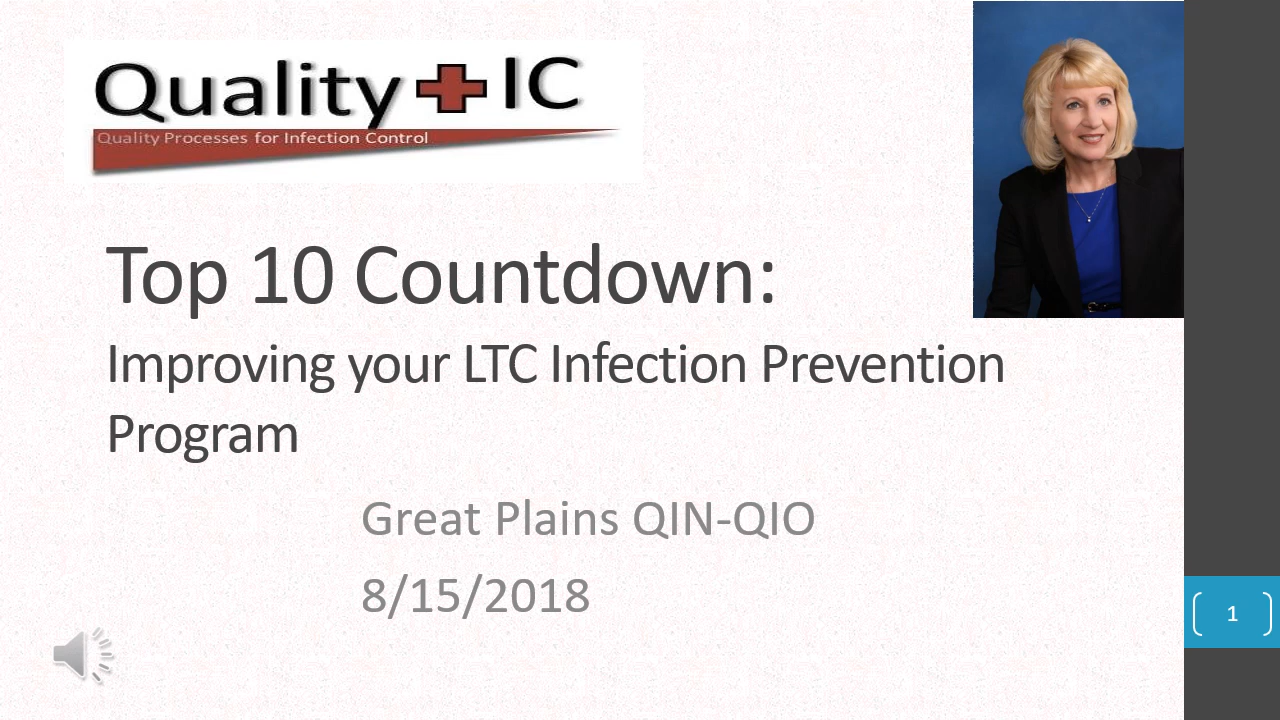 Quality IC
Quality Processes for Infection Control
Top 10 Countdown:
Improving your LTC Infection Prevention
Program
Great Plains QIN-QIO
8/15/2018
1